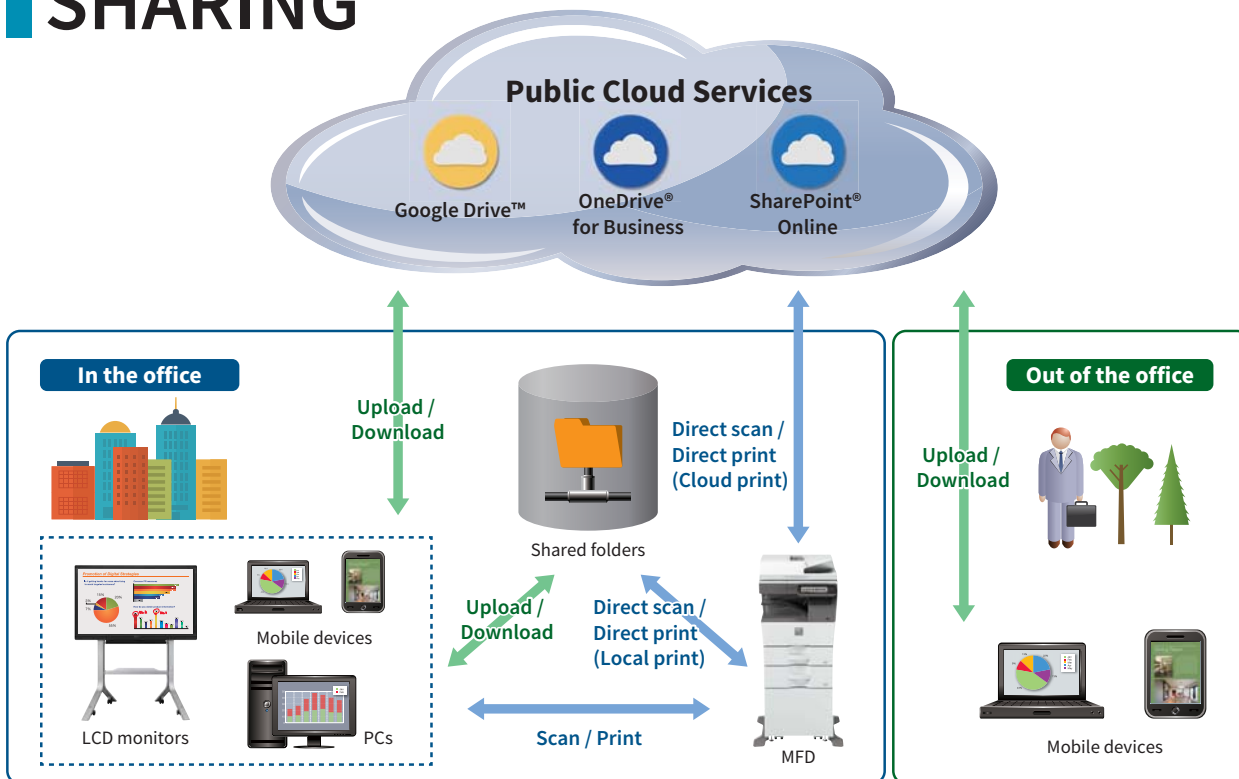 SHARING
Public Cloud Services
Google Drive™
OneDrive®
for Business
SharePoint®
Online
In the office
Upload /
Download
Direct scan /
Direct print
(Cloud print)
Shared folders
Upload /
Download
Direct scan /
Direct print
(Local print)
Mobile devices
LCD monitors
PCs
Scan / Print
MFD
Out of the office
Upload /
Download
Mobile devices